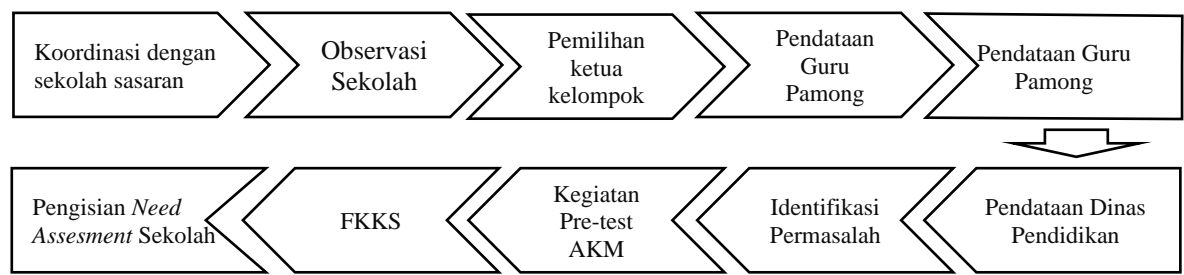 Koordinasi dengan
sekolah sasaran
Observasi
Sekolah
Pemilihan
ketua
kelompok
Pendataan
Guru
Pamong
Pendataan Guru
Pamong
Pendataan Dinas
Pendidikan
Identifikasi
Permasalah
Kegiatan
Pre-test
AKM
FKKS
Pengisian Need
Assesment Sekolah